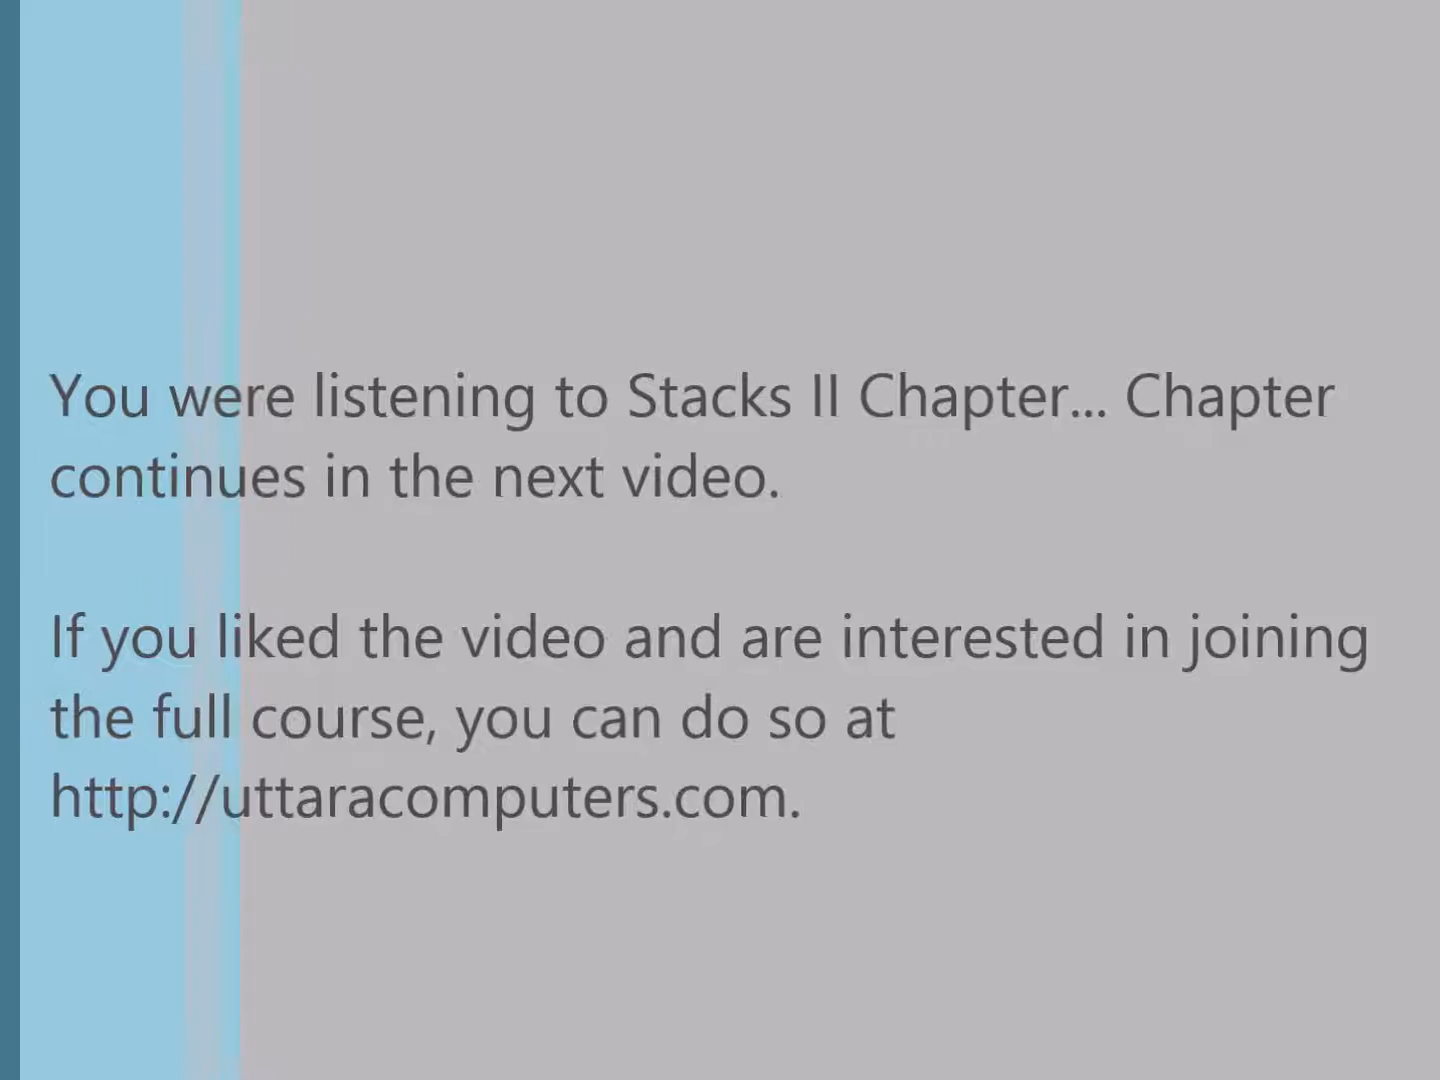 You were listening to Stacks II Chapter... Chapter
continues in the next video.
If you liked the video and are interested in joining
the full course, you can do so at
http://uttaracomputers.com.